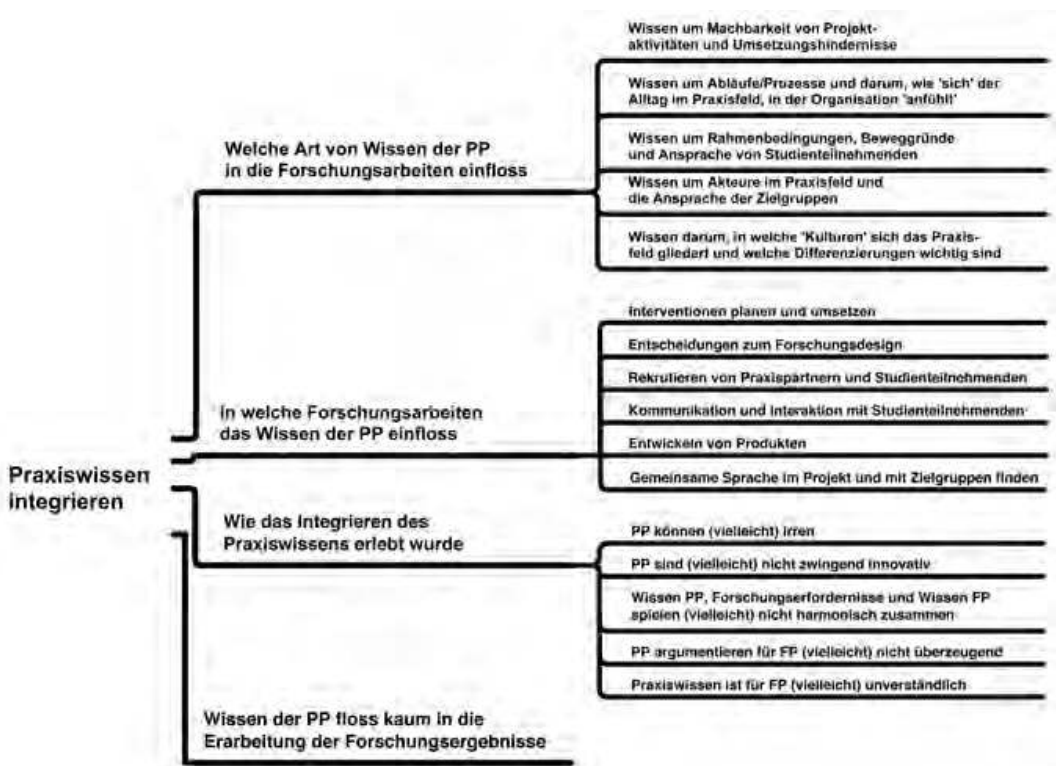 Praxiswissen
integrieren
Welche Art von Wissen der PP
in die Forschungsarbeiten einfloss
Wissen um Machbarkeit von Projekt-
aktivitäten und Umsetzungshindernisse
Wissen um Abläufe/Prozesse und darum, wie 'sich' der
Alltag im Praxisfeld, in der Organisation 'anfühlt'
Wissen um Rahmenbedingungen, Beweggründe
und Ansprache von Studienteilnehmenden
Wissen um Akteure im Praxisfeld und
die Ansprache der Zielgruppen
Wissen darum, in welche 'Kulturen' sich das Praxis-
feld gliedert und welche Differenzierungen wichtig sind
In welche Forschungsarbeiten
das Wissen der PP einfloss
Interventionen planen und umsetzen
Entscheidungen zum Forschungsdesign
Rekrutieren von Praxispartnern und Studienteilnehmenden
Kommunikation und Interaktion mit Studienteilnehmenden
Entwickeln von Produkten
Gemeinsame Sprache im Projekt und mit Zielgruppen finden
Wie das Integrieren des
Praxiswissens erlebt wurde
PP können (vielleicht) irren
PP sind (vielleicht) nicht zwingend innovativ
Wissen PP, Forschungserfordernisse und Wissen FP
spielen (vielleicht) nicht harmonisch zusammen
PP argumentieren für FP (vielleicht) nicht überzeugend
Praxiswissen ist für FP (vielleicht) unverständlich
Wissen der PP floss kaum in die
Erarbeitung der Forschungsergebnisse